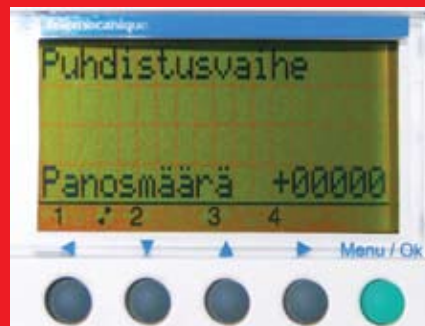 Telemecanique
Puhdistusvaihe
Panosmäärä +00000
1 2 3 4
Menu / Ok